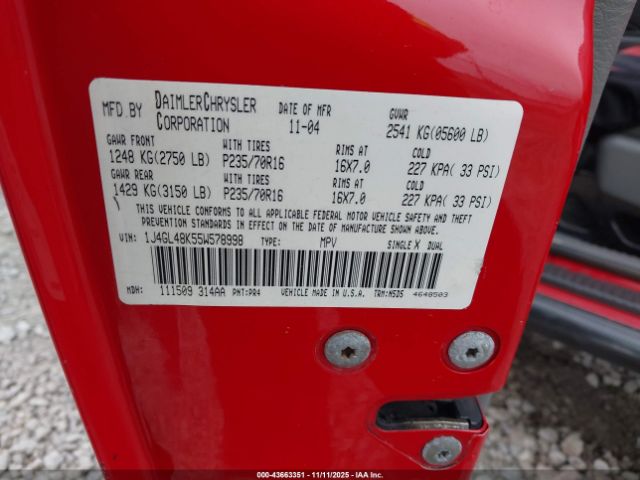 MFD BY DAIMLERCHRYSLER CORPORATION DATE OF MFR 11-04 GVWR 2541 KG(05600 LB)
GAWR FRONT WITH TIRES RIMS AT COLD
1248 KG(2750 LB) P235/70R16 16X7.0 227 KPA( 33 PSI)
GAWR REAR WITH TIRES RIMS AT COLD
1429 KG(3150 LB) P235/70R16 16X7.0 227 KPA( 33 PSI)
THIS VEHICLE CONFORMS TO ALL APPLICABLE FEDERAL MOTOR VEHICLE SAFETY AND THEFT
PREVENTION STANDARDS IN EFFECT ON THE DATE OF MANUFACTURE SHOWN ABOVE.
VIN: 1J4GL48K55W578998 TYPE: MPV SINGLE X DUAL
MDH: 111509 314AA PNT:PR4 VEHICLE MADE IN U.S.A. TRM:M5D5 4648503
000-43663351 - 11/11/2025 - IAAI.COM